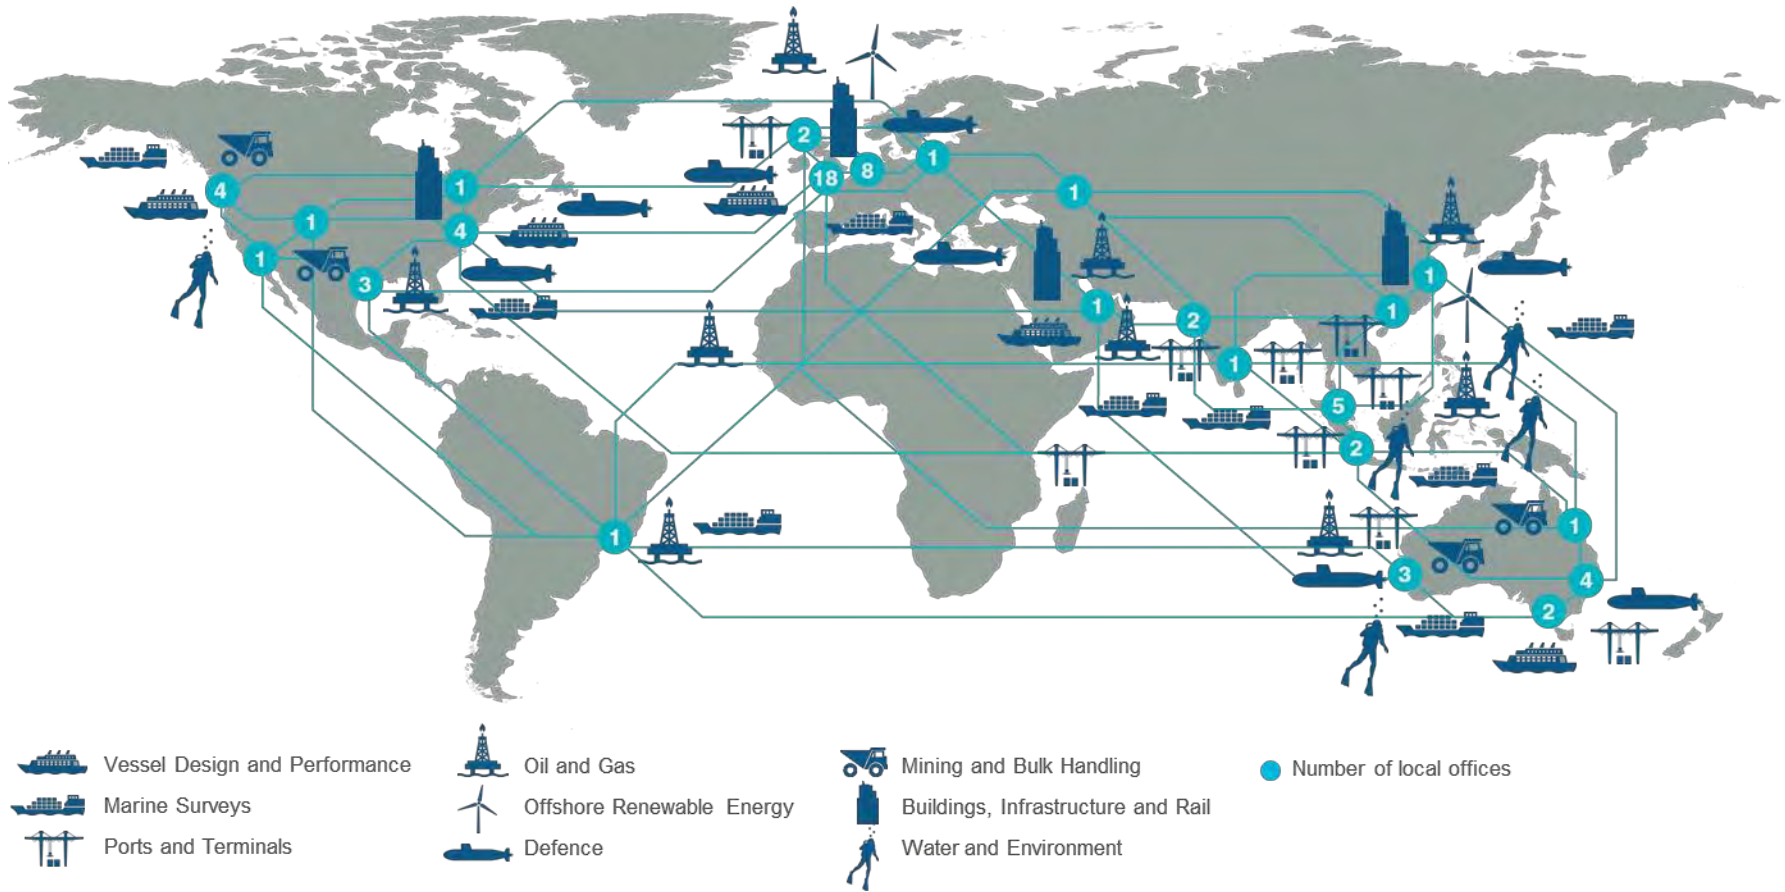 2
1
8
1
18
4
1
1
1
4
1
3
1
1
1
2
1
1
5
2
1
1
3
4
2
Vessel Design and Performance
Oil and Gas
Mining and Bulk Handling
Number of local offices
Marine Surveys
Offshore Renewable Energy
Buildings, Infrastructure and Rail
Ports and Terminals
Defence
Water and Environment